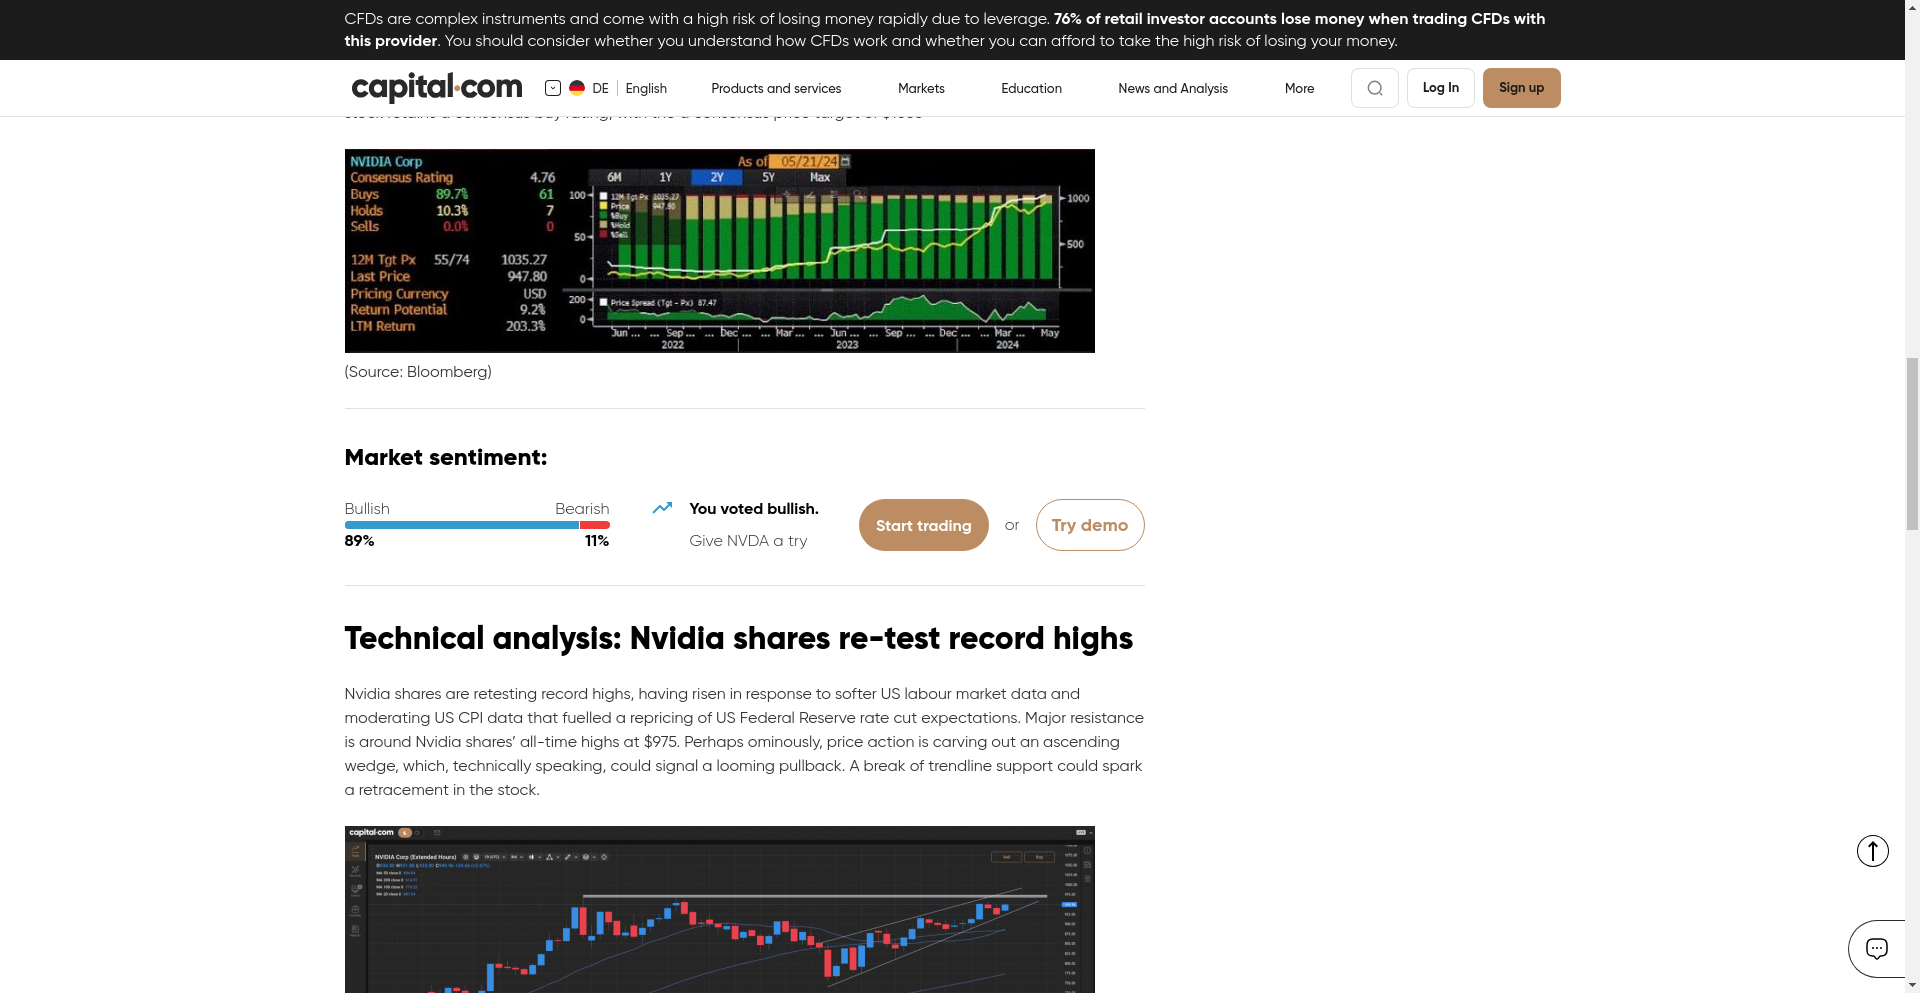 CFDs are complex instruments and come with a high risk of losing money rapidly due to leverage. 76% of retail investor accounts lose money when trading CFDs with
this provider. You should consider whether you understand how CFDs work and whether you can afford to take the high risk of losing your money.
capital.com
DE | English
Products and services
Markets
Education
News and Analysis
More
Log In
Sign up
NVIDIA Corp
As of 05/21/24
Consensus Rating 4.76
6M 1Y 2Y 5Y Max
Buys 89.7% 61
Holds 10.3% 7
Sells 0.0% 0
12M Tgt Px 55/74 1035.27
Last Price 947.80
Pricing Currency USD
Return Potential 9.2%
LTM Return 203.3%
12M Tgt Px 1035.27
Price 947.80
%Buy
%Hold
%Sell
100
50
0
1000
500
200
0
Price Spread (Tgt - Px) 87.47
Jun ... Sep ... Dec ... Mar ... Jun ... Sep ... Dec ... Mar ... May
2022 2023 2024
(Source: Bloomberg)
Market sentiment:
Bullish Bearish
89% 11%
You voted bullish.
Give NVDA a try
Start trading
or
Try demo
Technical analysis: Nvidia shares re-test record highs
Nvidia shares are retesting record highs, having risen in response to softer US labour market data and
moderating US CPI data that fuelled a repricing of US Federal Reserve rate cut expectations. Major resistance
is around Nvidia shares’ all-time highs at $975. Perhaps ominously, price action is carving out an ascending
wedge, which, technically speaking, could signal a looming pullback. A break of trendline support could spark
a retracement in the stock.
capital.com
NVIDIA Corp (Extended Hours)
Sell
Buy